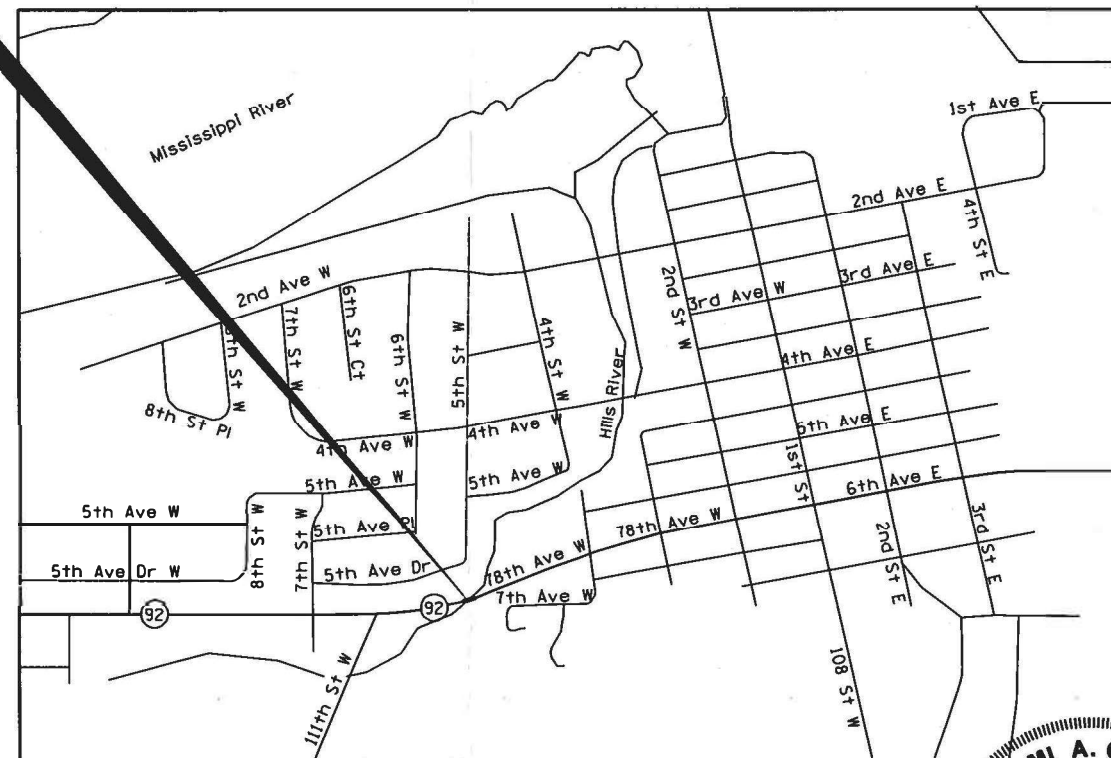 Mississippi River
1st Ave E
2nd Ave E
4th St E
2nd Ave W
3rd Ave E
3rd Ave W
2nd St W
7th St W
6th St Ct
6th St W
5th St W
4th St W
4th Ave E
Hills River
8th St Pl
St W
4th Ave W
4th Ave W
5th Ave E
1st St
5th Ave W
5th Ave W
6th Ave E
5th Ave W
8th St W
7th St W
5th Ave Pl
78th Ave W
2nd St E
3rd St E
5th Ave Dr W
5th Ave Dr
78th Ave W
7th Ave W
92
92
111th St W
108 St W
A.